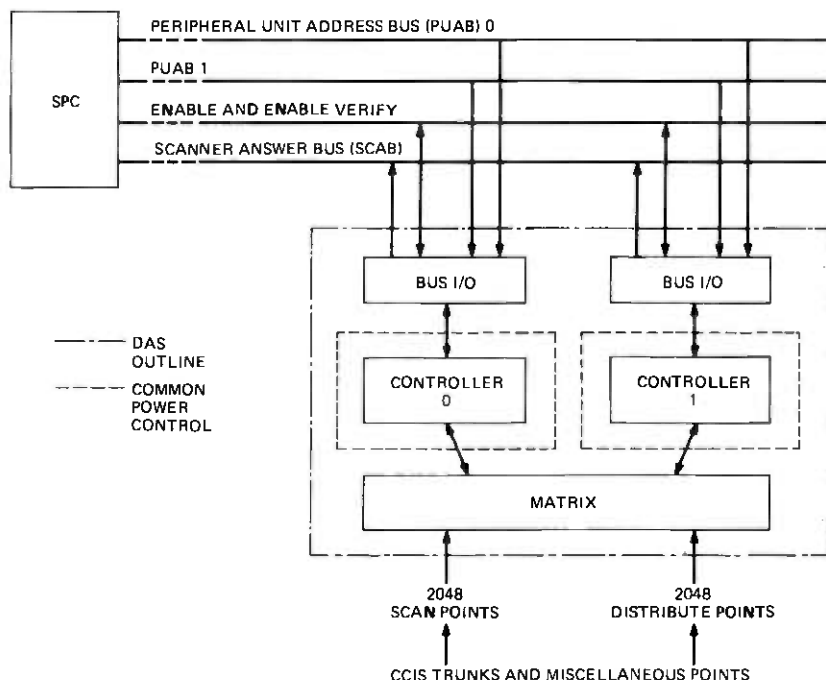 PERIPHERAL UNIT ADDRESS BUS (PUAB) 0
PUAB 1
SPC
ENABLE AND ENABLE VERIFY
SCANNER ANSWER BUS (SCAB)
BUS I/O
BUS I/O
DAS
OUTLINE
COMMON
POWER
CONTROL
CONTROLLER
0
CONTROLLER
1
MATRIX
2048
SCAN POINTS
2048
DISTRIBUTE POINTS
CCIS TRUNKS AND MISCELLANEOUS POINTS